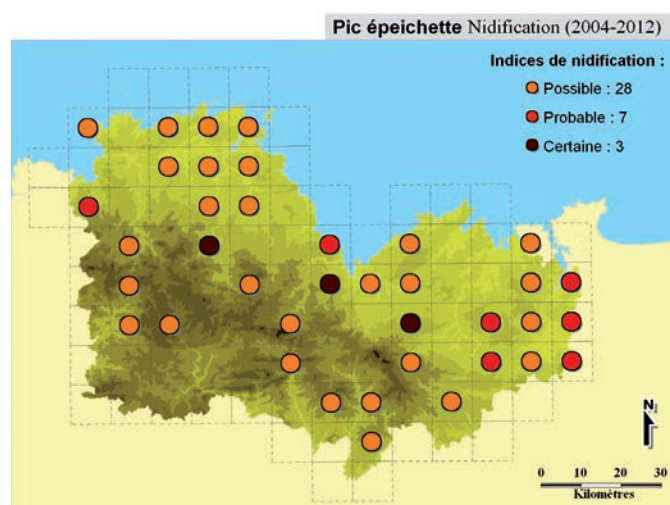 Pic épeichette Nidification (2004-2012)
Indices de nidification :
Possible : 28
Probable : 7
Certaine : 3
N
0 10 20 30
Kilomètres